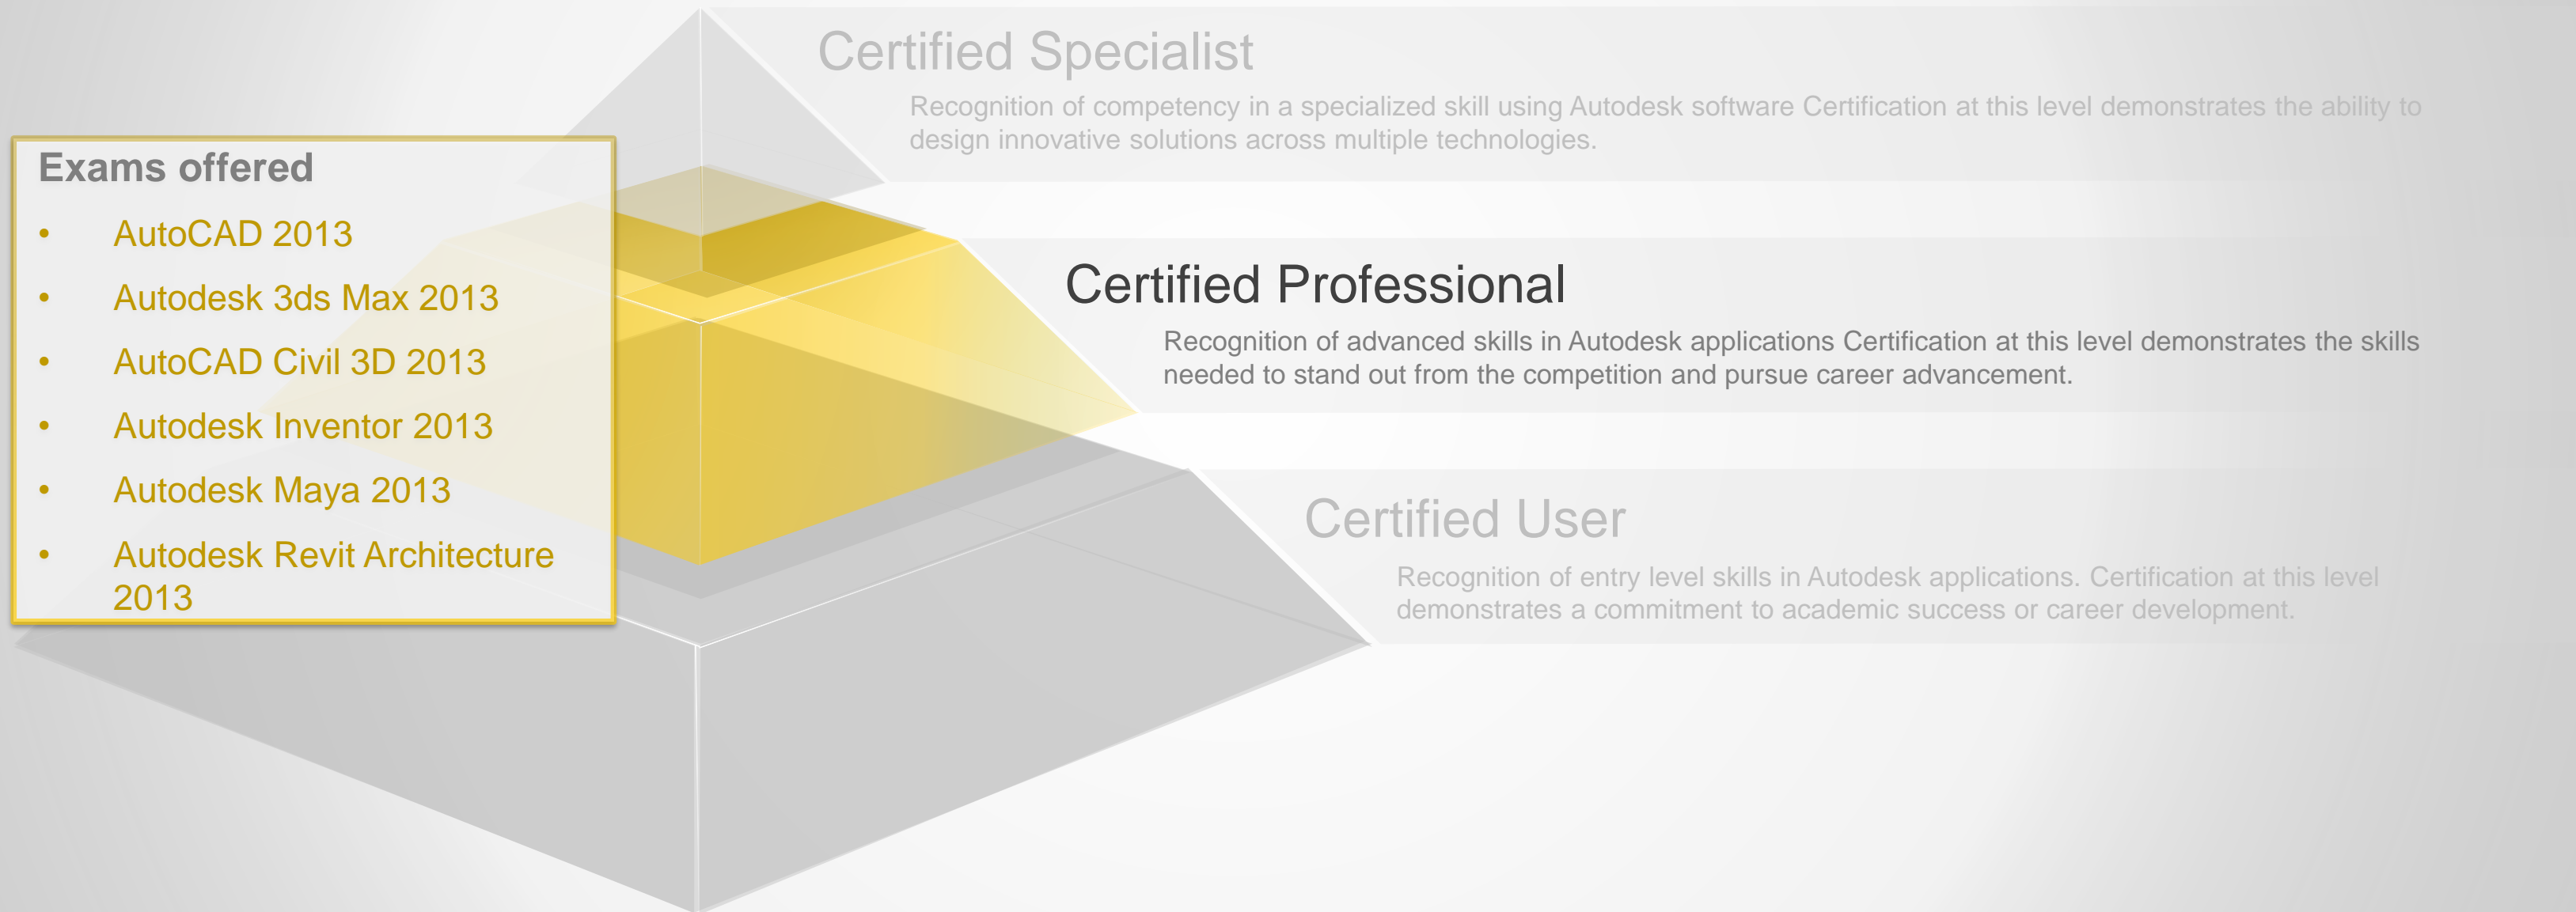 Certified Specialist
Recognition of competency in a specialized skill using Autodesk software Certification at this level demonstrates the ability to
design innovative solutions across multiple technologies.
Exams offered
• AutoCAD 2013
• Autodesk 3ds Max 2013
• AutoCAD Civil 3D 2013
• Autodesk Inventor 2013
• Autodesk Maya 2013
• Autodesk Revit Architecture
2013
Certified Professional
Recognition of advanced skills in Autodesk applications Certification at this level demonstrates the skills
needed to stand out from the competition and pursue career advancement.
Certified User
Recognition of entry level skills in Autodesk applications. Certification at this level
demonstrates a commitment to academic success or career development.